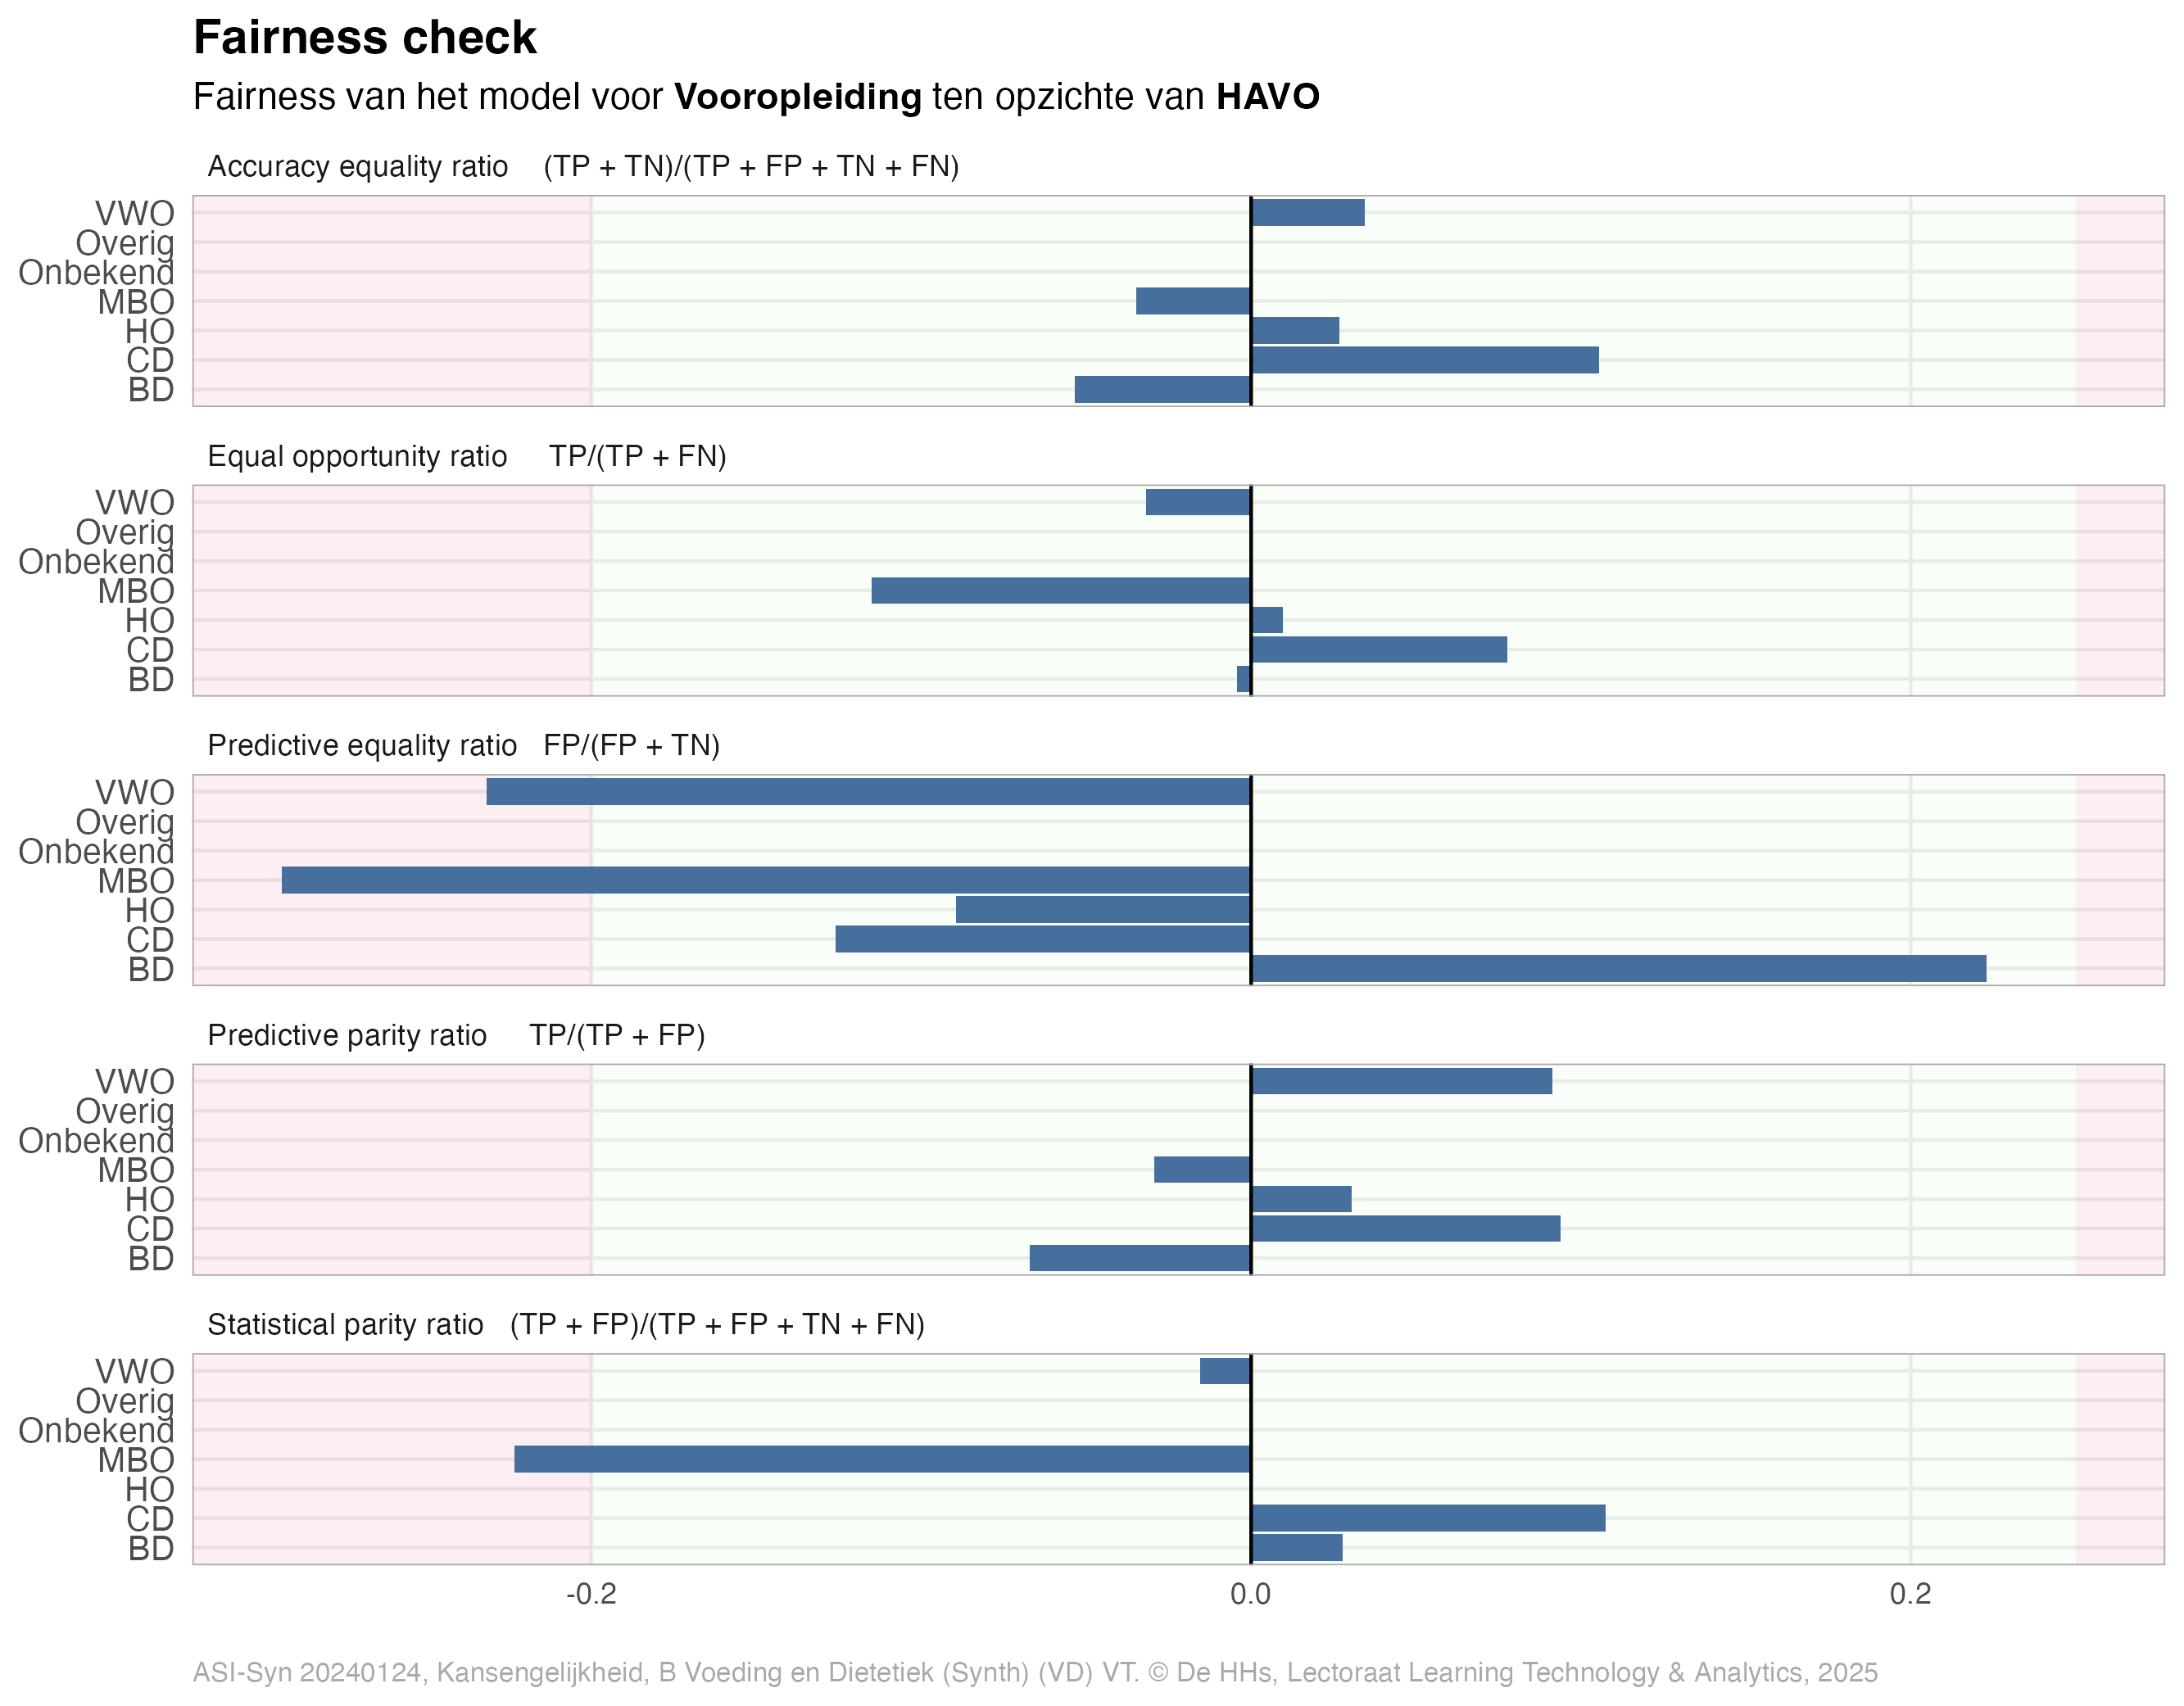 Fairness check
Fairness van het model voor Vooropleiding ten opzichte van HAVO
Accuracy equality ratio (TP + TN)/(TP + FP + TN + FN)
VWO
Overig
Onbekend
MBO
HO
CD
BD
Equal opportunity ratio TP/(TP + FN)
VWO
Overig
Onbekend
MBO
HO
CD
BD
Predictive equality ratio FP/(FP + TN)
VWO
Overig
Onbekend
MBO
HO
CD
BD
Predictive parity ratio TP/(TP + FP)
VWO
Overig
Onbekend
MBO
HO
CD
BD
Statistical parity ratio (TP + FP)/(TP + FP + TN + FN)
VWO
Overig
Onbekend
MBO
HO
CD
BD
-0.2 0.0 0.2
ASI-Syn 20240124, Kansengelijkheid, B Voeding en Dietetiek (Synth) (VD) VT. © De HHs, Lectoraat Learning Technology & Analytics, 2025